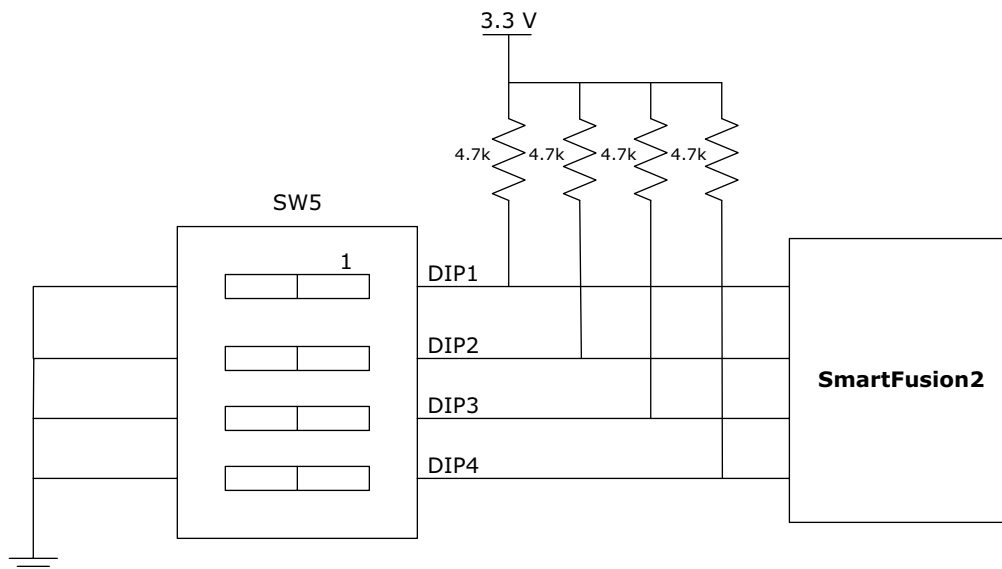 3.3 V
4.7k 4.7k 4.7k 4.7k
SW5
1
DIP1
DIP2
SmartFusion2
DIP3
DIP4